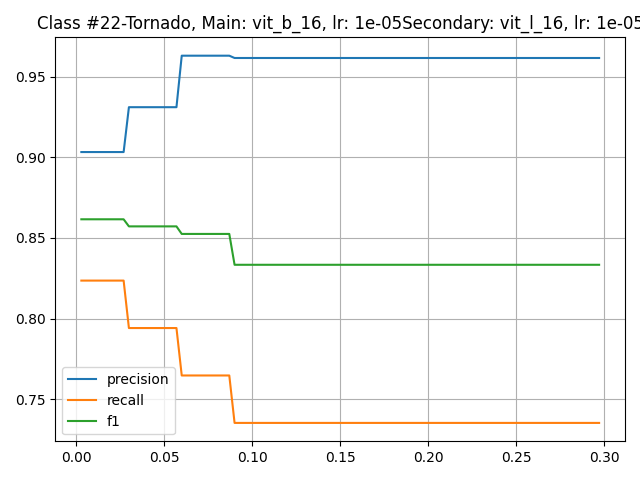 Class #22-Tornado, Main: vit_b_16, lr: 1e-05Secondary: vit_l_16, lr: 1e-05
0.95
0.90
0.85
0.80
0.75
precision
recall
f1
0.00 0.05 0.10 0.15 0.20 0.25 0.30